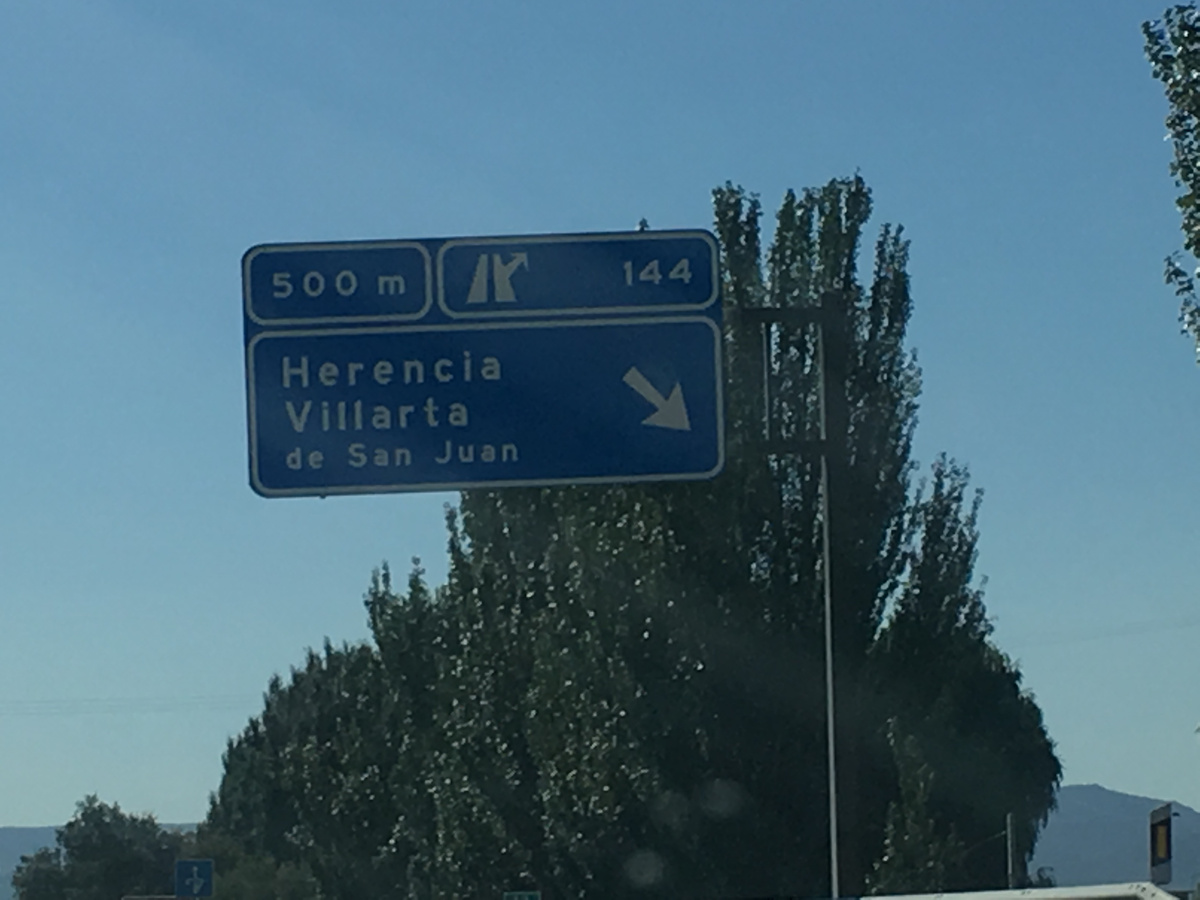 500 m 144
Herencia
Villarta
de San Juan